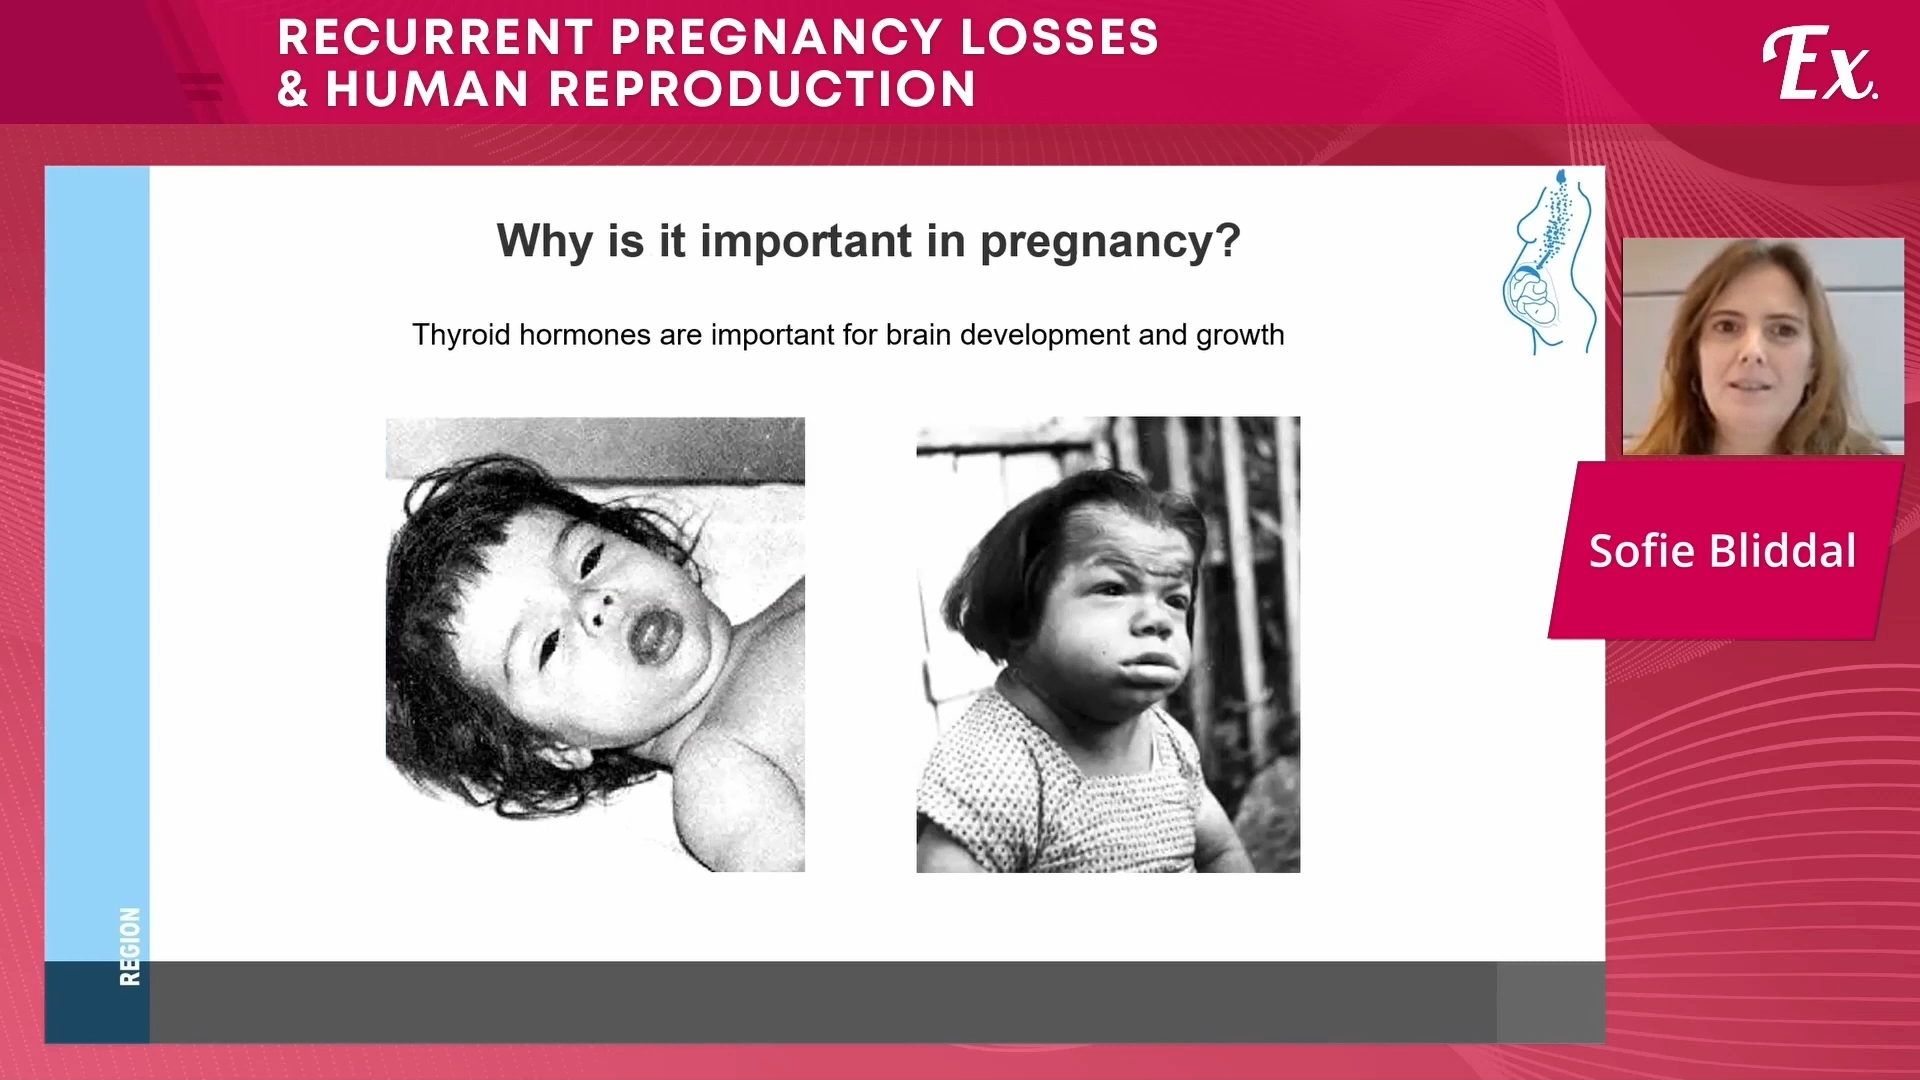 RECURRENT PREGNANCY LOSSES
& HUMAN REPRODUCTION
Ex.
Why is it important in pregnancy?
Thyroid hormones are important for brain development and growth
Sofie Bliddal
REGION